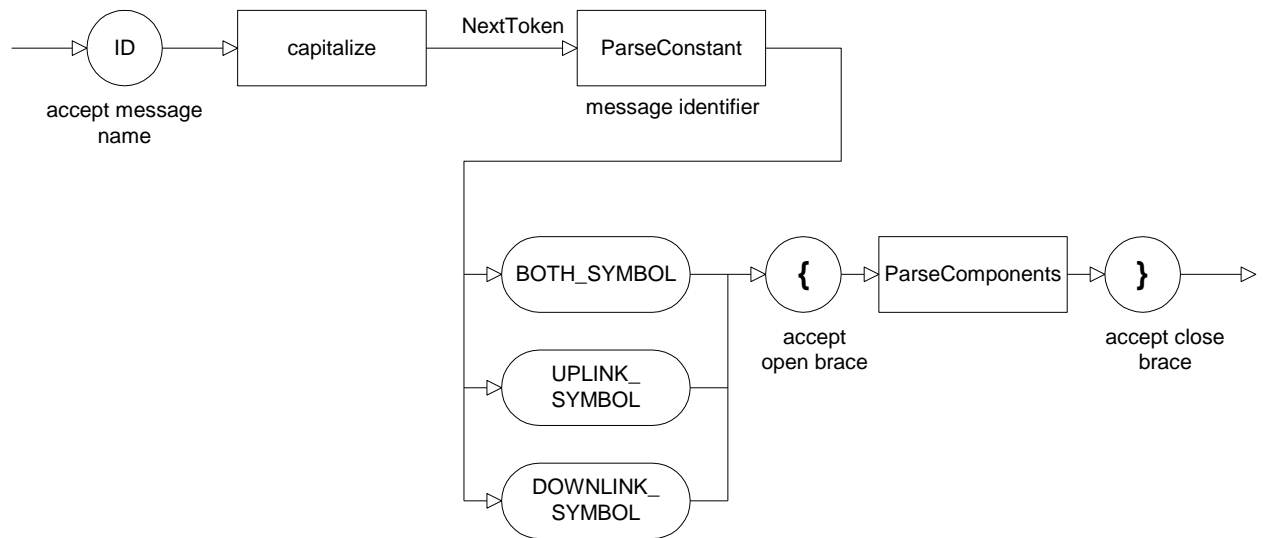 NextToken
ID
capitalize
ParseConstant
accept message
name
message identifier
BOTH_SYMBOL
{
ParseComponents
}
accept
open brace
accept close
brace
UPLINK_
SYMBOL
DOWNLINK_
SYMBOL